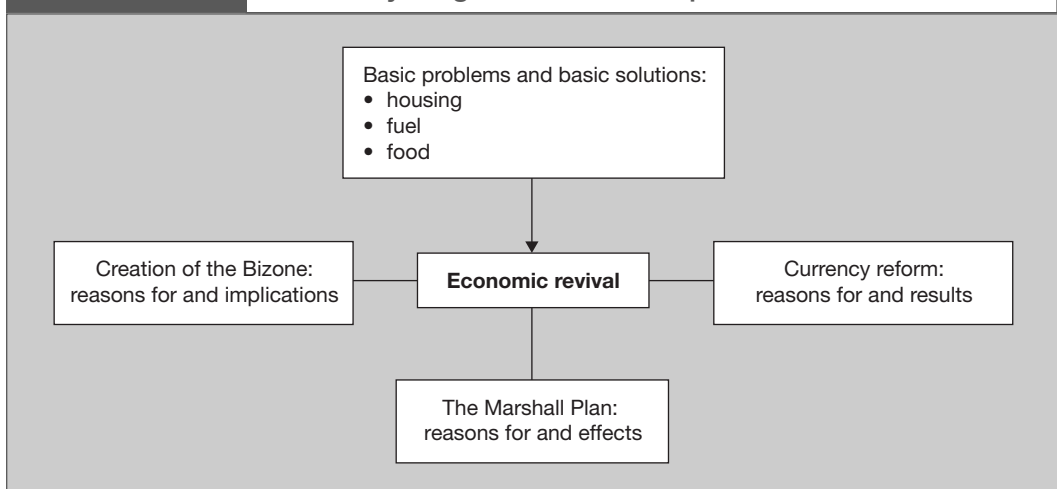 Basic problems and basic solutions:
• housing
• fuel
• food
Creation of the Bizone:
reasons for and implications
Economic revival
Currency reform:
reasons for and results
The Marshall Plan:
reasons for and effects